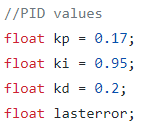 //PID values
float kp = 0.17;
float ki = 0.95;
float kd = 0.2;
float lasterror;